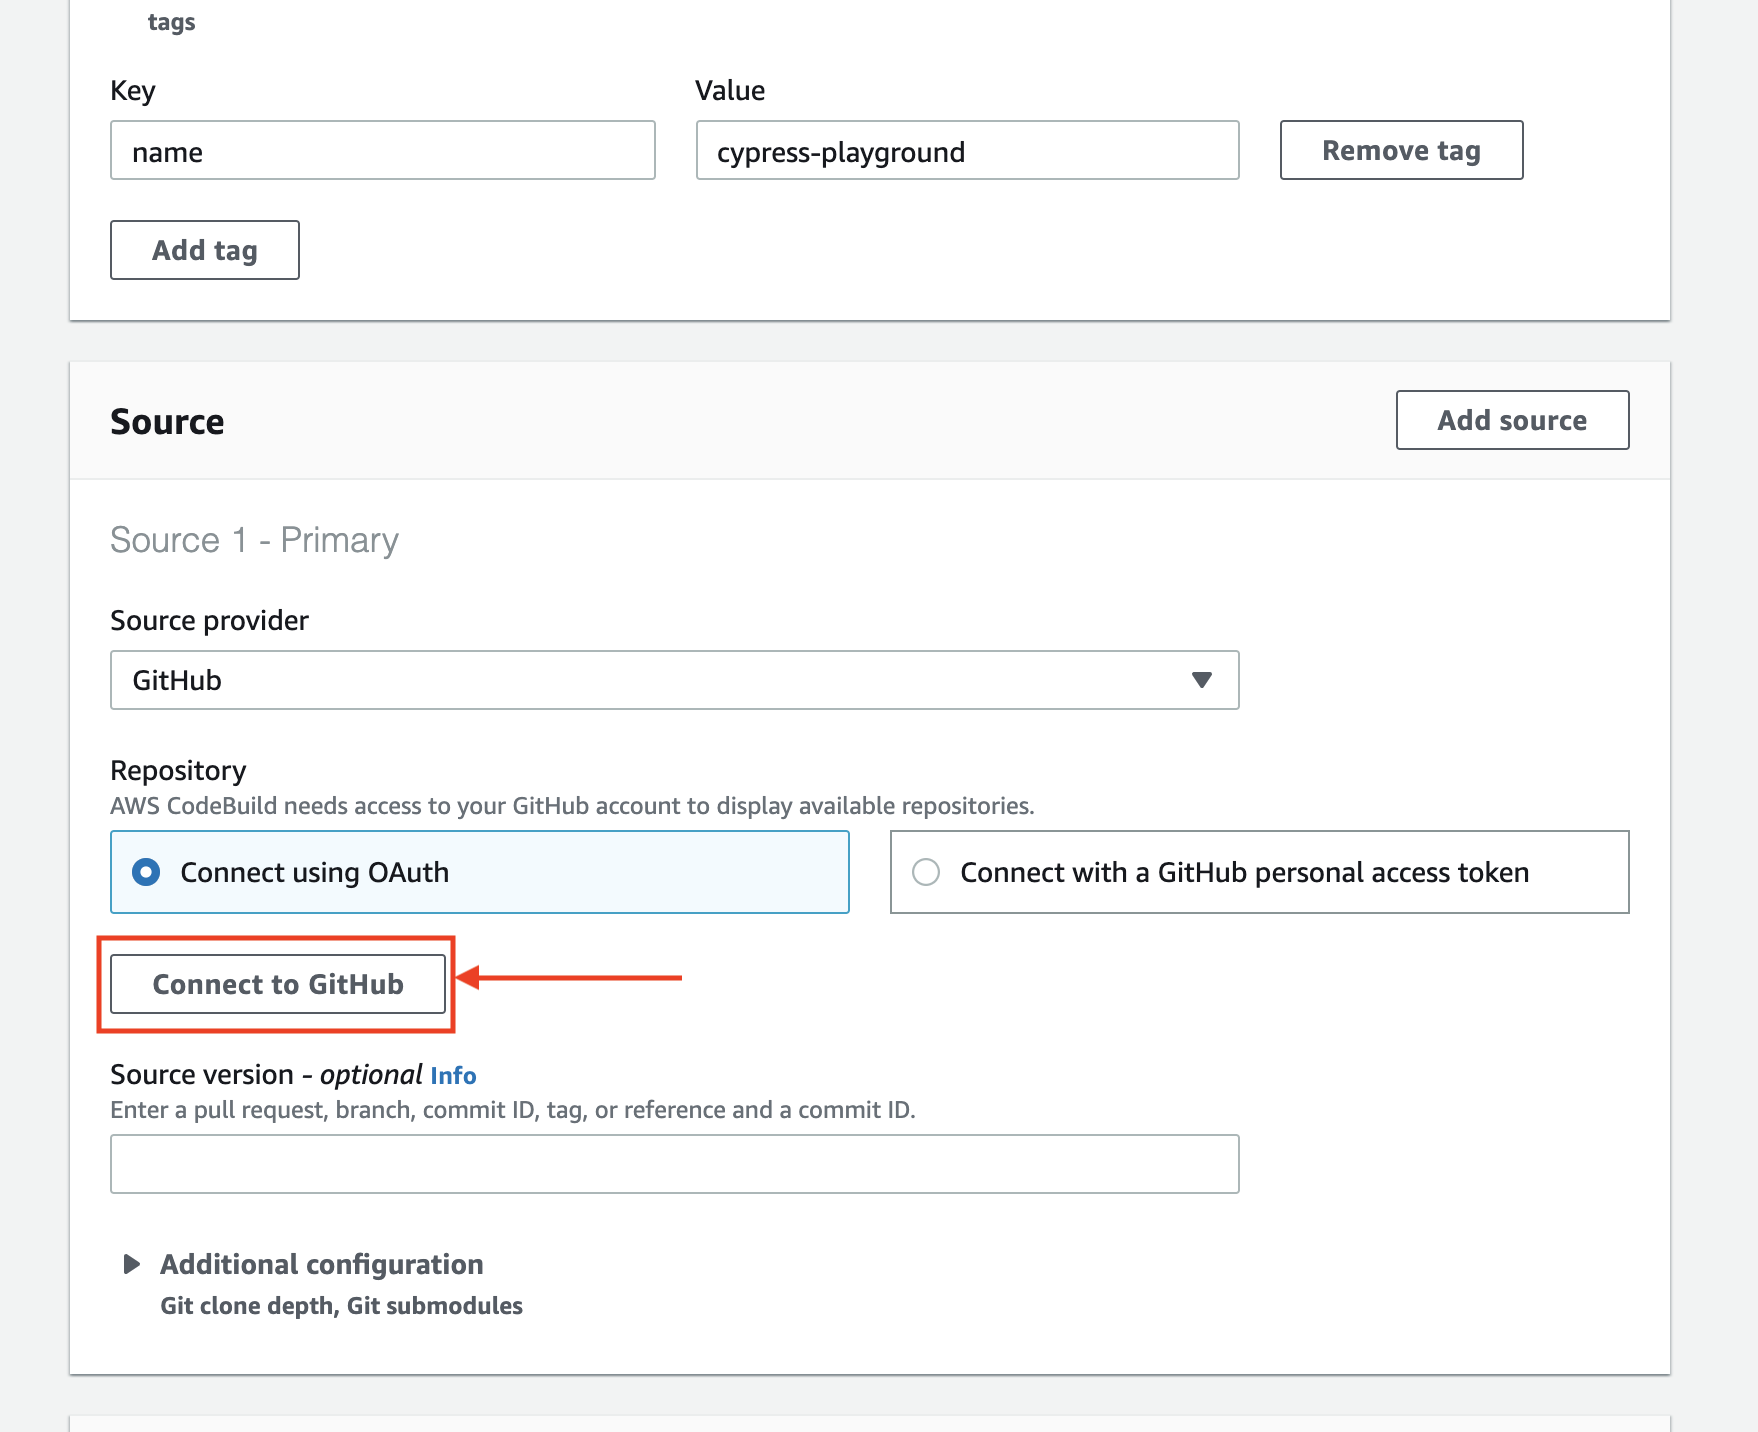 tags
Key
Value
name
cypress-playground
Remove tag
Add tag
Source
Add source
Source 1 - Primary
Source provider
GitHub
Repository
AWS CodeBuild needs access to your GitHub account to display available repositories.
Connect using OAuth
Connect with a GitHub personal access token
Connect to GitHub
Source version - optional Info
Enter a pull request, branch, commit ID, tag, or reference and a commit ID.
Additional configuration
Git clone depth, Git submodules